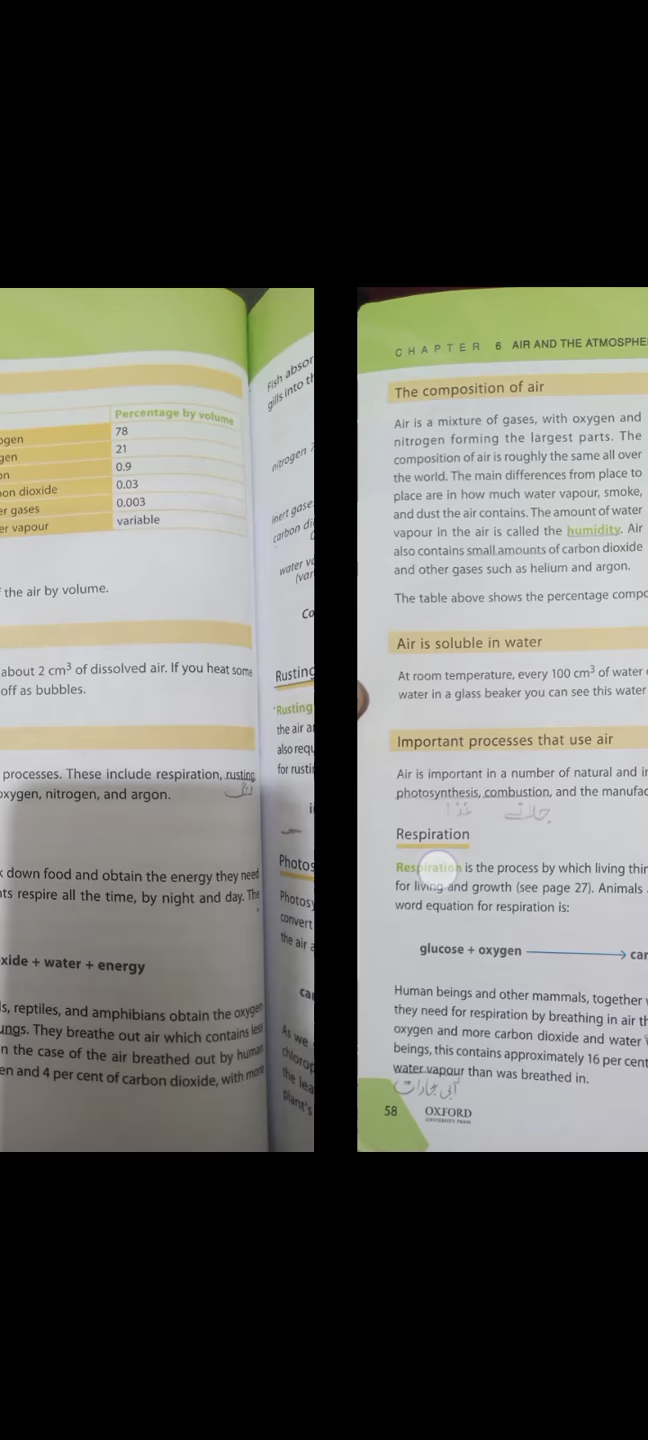 Percentage by volume
ogen 78
gen 21
on 0.9
bon dioxide 0.03
er gases 0.003
er vapour variable
the air by volume.
about 2 cm³ of dissolved air. If you heat some
off as bubbles.
processes. These include respiration, rusting,
oxygen, nitrogen, and argon.
k down food and obtain the energy they need
ts respire all the time, by night and day. The
xide + water + energy
s, reptiles, and amphibians obtain the oxygen
ungs. They breathe out air which contains less
n the case of the air breathed out by human
en and 4 per cent of carbon dioxide, with more
Fish absor
gills into th
nitrogen 7
inert gase
carbon di
water v
(var
Co
Rusting
Rusting
the air a
also requ
for rusti
i
Photos
Photosy
convert
the air a
ca
As we
chlorop
the lea
plant's
CHAPTER 6 AIR AND THE ATMOSPHE
The composition of air
Air is a mixture of gases, with oxygen and
nitrogen forming the largest parts. The
composition of air is roughly the same all over
the world. The main differences from place to
place are in how much water vapour, smoke,
and dust the air contains. The amount of water
vapour in the air is called the humidity. Air
also contains small amounts of carbon dioxide
and other gases such as helium and argon.
The table above shows the percentage compo
Air is soluble in water
At room temperature, every 100 cm³ of water
water in a glass beaker you can see this water
Important processes that use air
Air is important in a number of natural and in
photosynthesis, combustion, and the manufac
غذا جلانے
Respiration
Respiration is the process by which living thin
for living and growth (see page 27). Animals
word equation for respiration is:
glucose + oxygen → car
Human beings and other mammals, together
they need for respiration by breathing in air th
oxygen and more carbon dioxide and water
beings, this contains approximately 16 per cent
water vapour than was breathed in.
آبی بخارات
58 OXFORD
UNIVERSITY PRESS